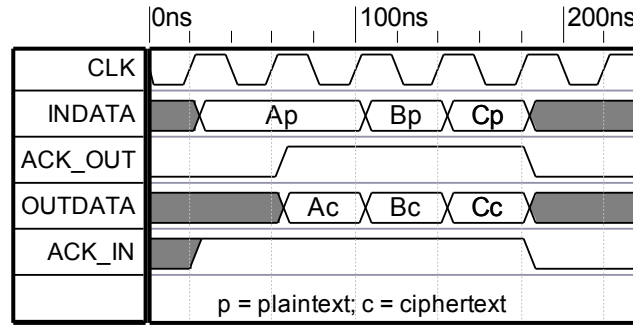 0ns 100ns 200ns
CLK
INDATA Ap Bp Cp
ACK_OUT
OUTDATA Ac Bc Cc
ACK_IN
p = plaintext; c = ciphertext